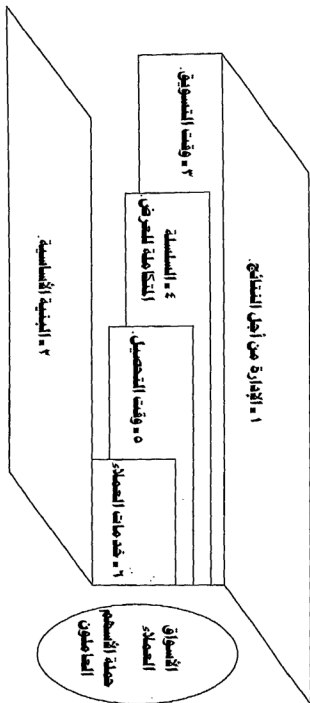 ١ - الإدارة من أجل النتائج.
٣ - وقت التسويق.
٤ - السلسلة
المتكاملة للعرض.
٥ - وقت التحصيل.
٦ - خدمات العملاء
٢ - البنية الأساسية.
الأسواق
العملاء
حملة الأسهم
العاملون